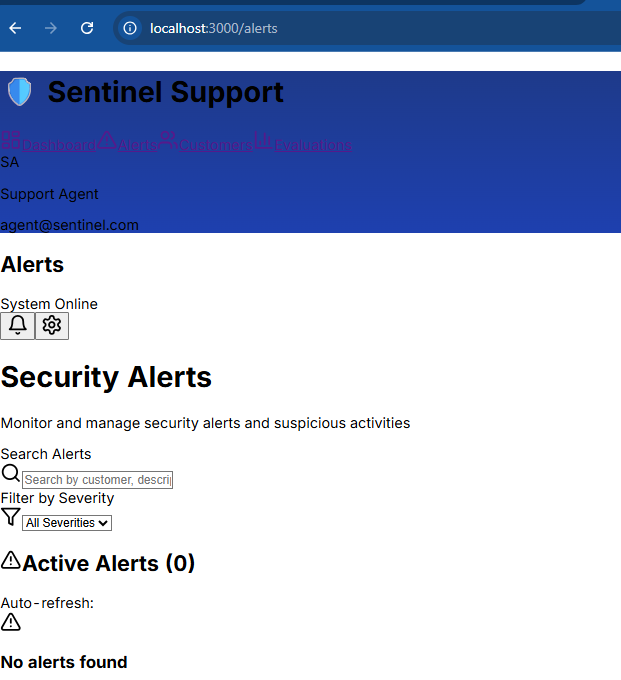 localhost:3000/alerts
Sentinel Support
Dashboard Alerts Customers Evaluations
SA
Support Agent
agent@sentinel.com
Alerts
System Online
Security Alerts
Monitor and manage security alerts and suspicious activities
Search Alerts
Search by customer, descrip
Filter by Severity
All Severities
Active Alerts (0)
Auto-refresh:
No alerts found